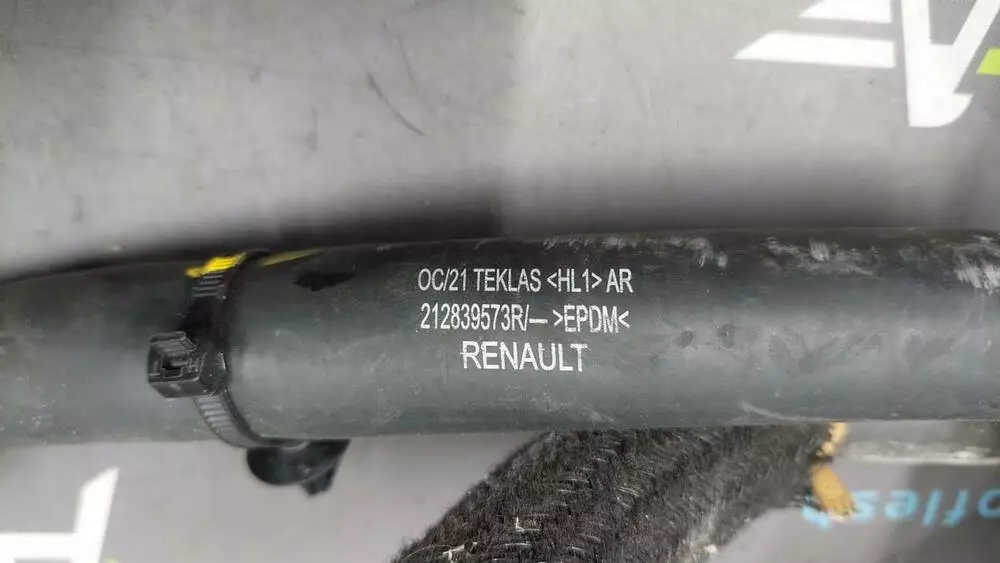 OC/21 TEKLAS <HL1> AR
212839573R/— >EPDM<
RENAULT